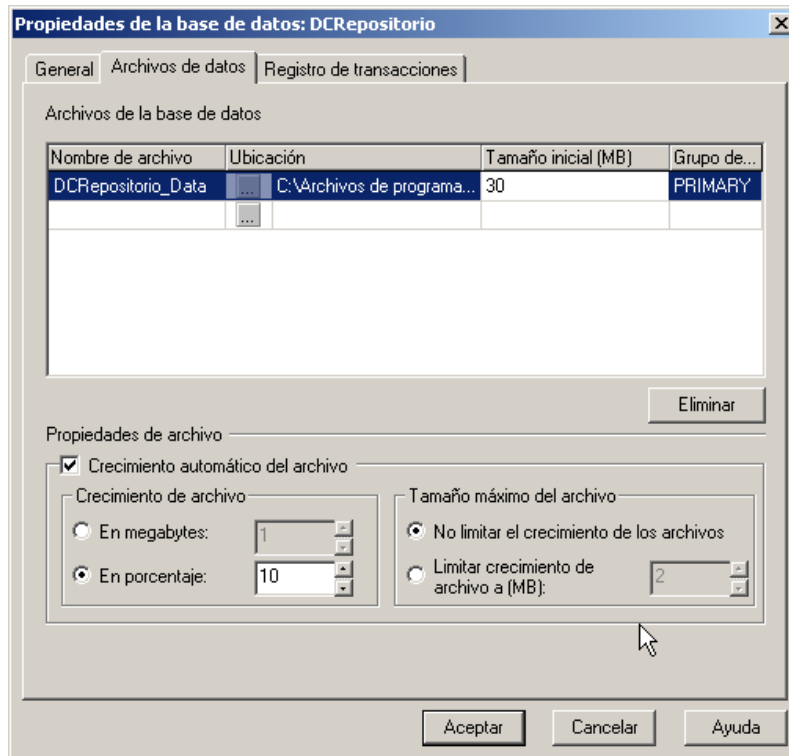 Propiedades de la base de datos: DCRepositorio
General Archivos de datos Registro de transacciones
Archivos de la base de datos
Nombre de archivo Ubicación Tamaño inicial (MB) Grupo de...
DCRepositorio_Data ... C:\Archivos de programa... 30 PRIMARY
...
Eliminar
Propiedades de archivo
Crecimiento automático del archivo
Crecimiento de archivo
En megabytes: 1
En porcentaje: 10
Tamaño máximo del archivo
No limitar el crecimiento de los archivos
Limitar crecimiento de
archivo a (MB): 2
Aceptar Cancelar Ayuda